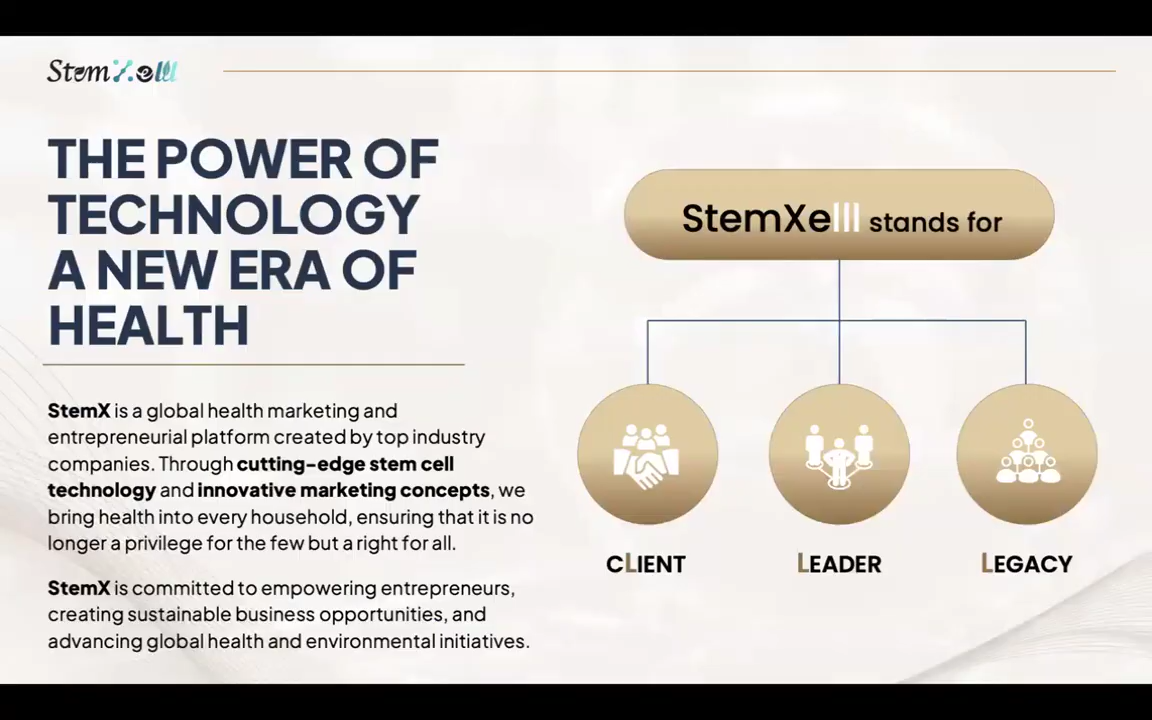 StemXelll
THE POWER OF
TECHNOLOGY
A NEW ERA OF
HEALTH
StemX is a global health marketing and
entrepreneurial platform created by top industry
companies. Through cutting-edge stem cell
technology and innovative marketing concepts, we
bring health into every household, ensuring that it is no
longer a privilege for the few but a right for all.
StemX is committed to empowering entrepreneurs,
creating sustainable business opportunities, and
advancing global health and environmental initiatives.
StemXelll stands for
CLIENT
LEADER
LEGACY